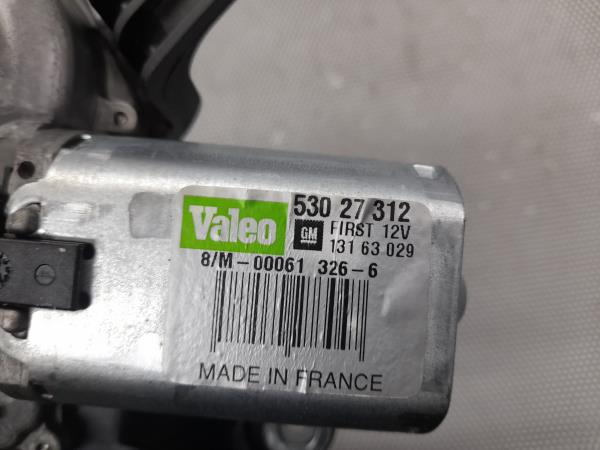 Valeo 530 27 312
GM FIRST 12V
131 63 029
8/M-00061 326-6
MADE IN FRANCE